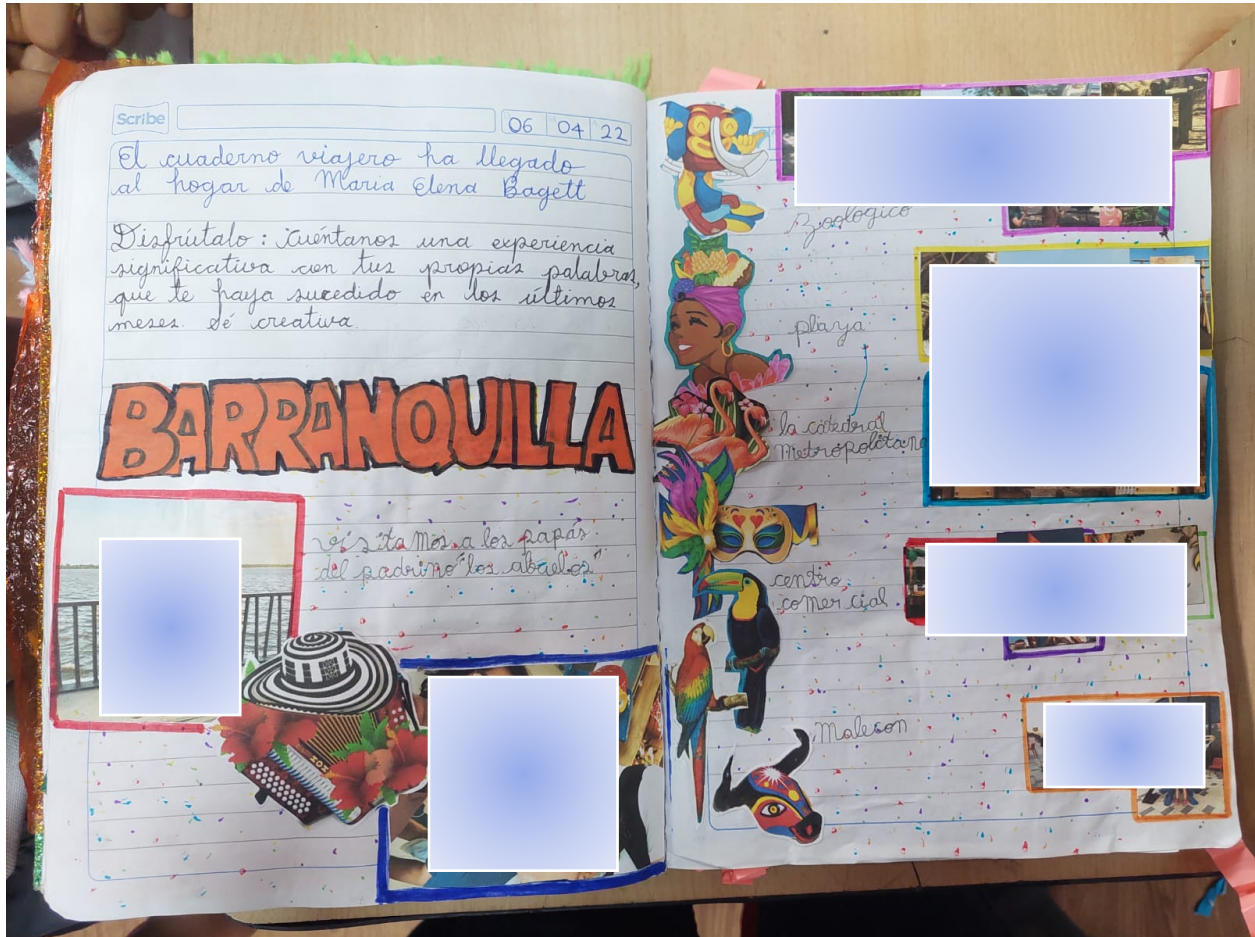 Scribe
06 04 22
El cuaderno viajero ha llegado
al hogar de Maria Elena Bagett
Disfrútalo: Cuéntanos una experiencia
significativa con tus propias palabras,
que te haya sucedido en los últimos
meses. Sé creativa.
BARRANQUILLA
visitamos a los papás
del padrino "los abuelos"
Zoológico
playa
la catedral
Metropolitana
centro
comercial
Malecon